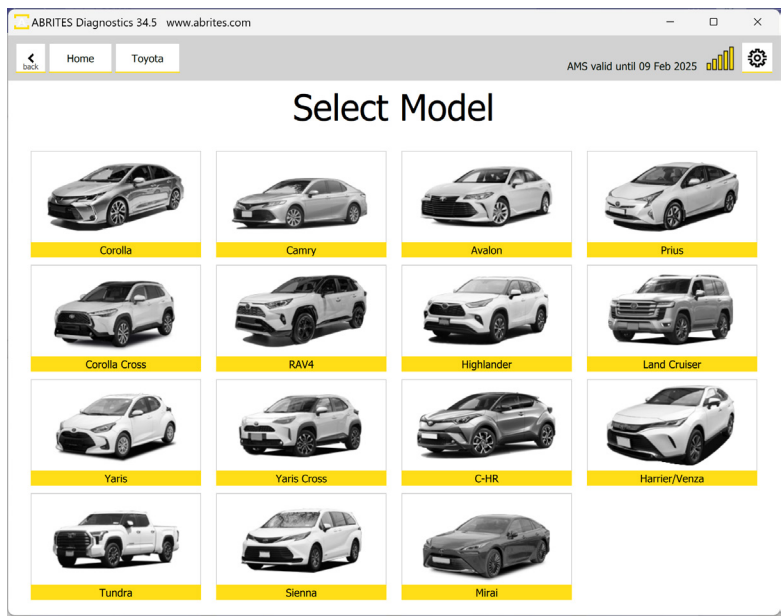 ABRITES Diagnostics 34.5 www.abrites.com
back
Home
Toyota
AMS valid until 09 Feb 2025
Select Model
Corolla
Camry
Avalon
Prius
Corolla Cross
RAV4
Highlander
Land Cruiser
Yaris
Yaris Cross
C-HR
Harrier/Venza
Tundra
Sienna
Mirai